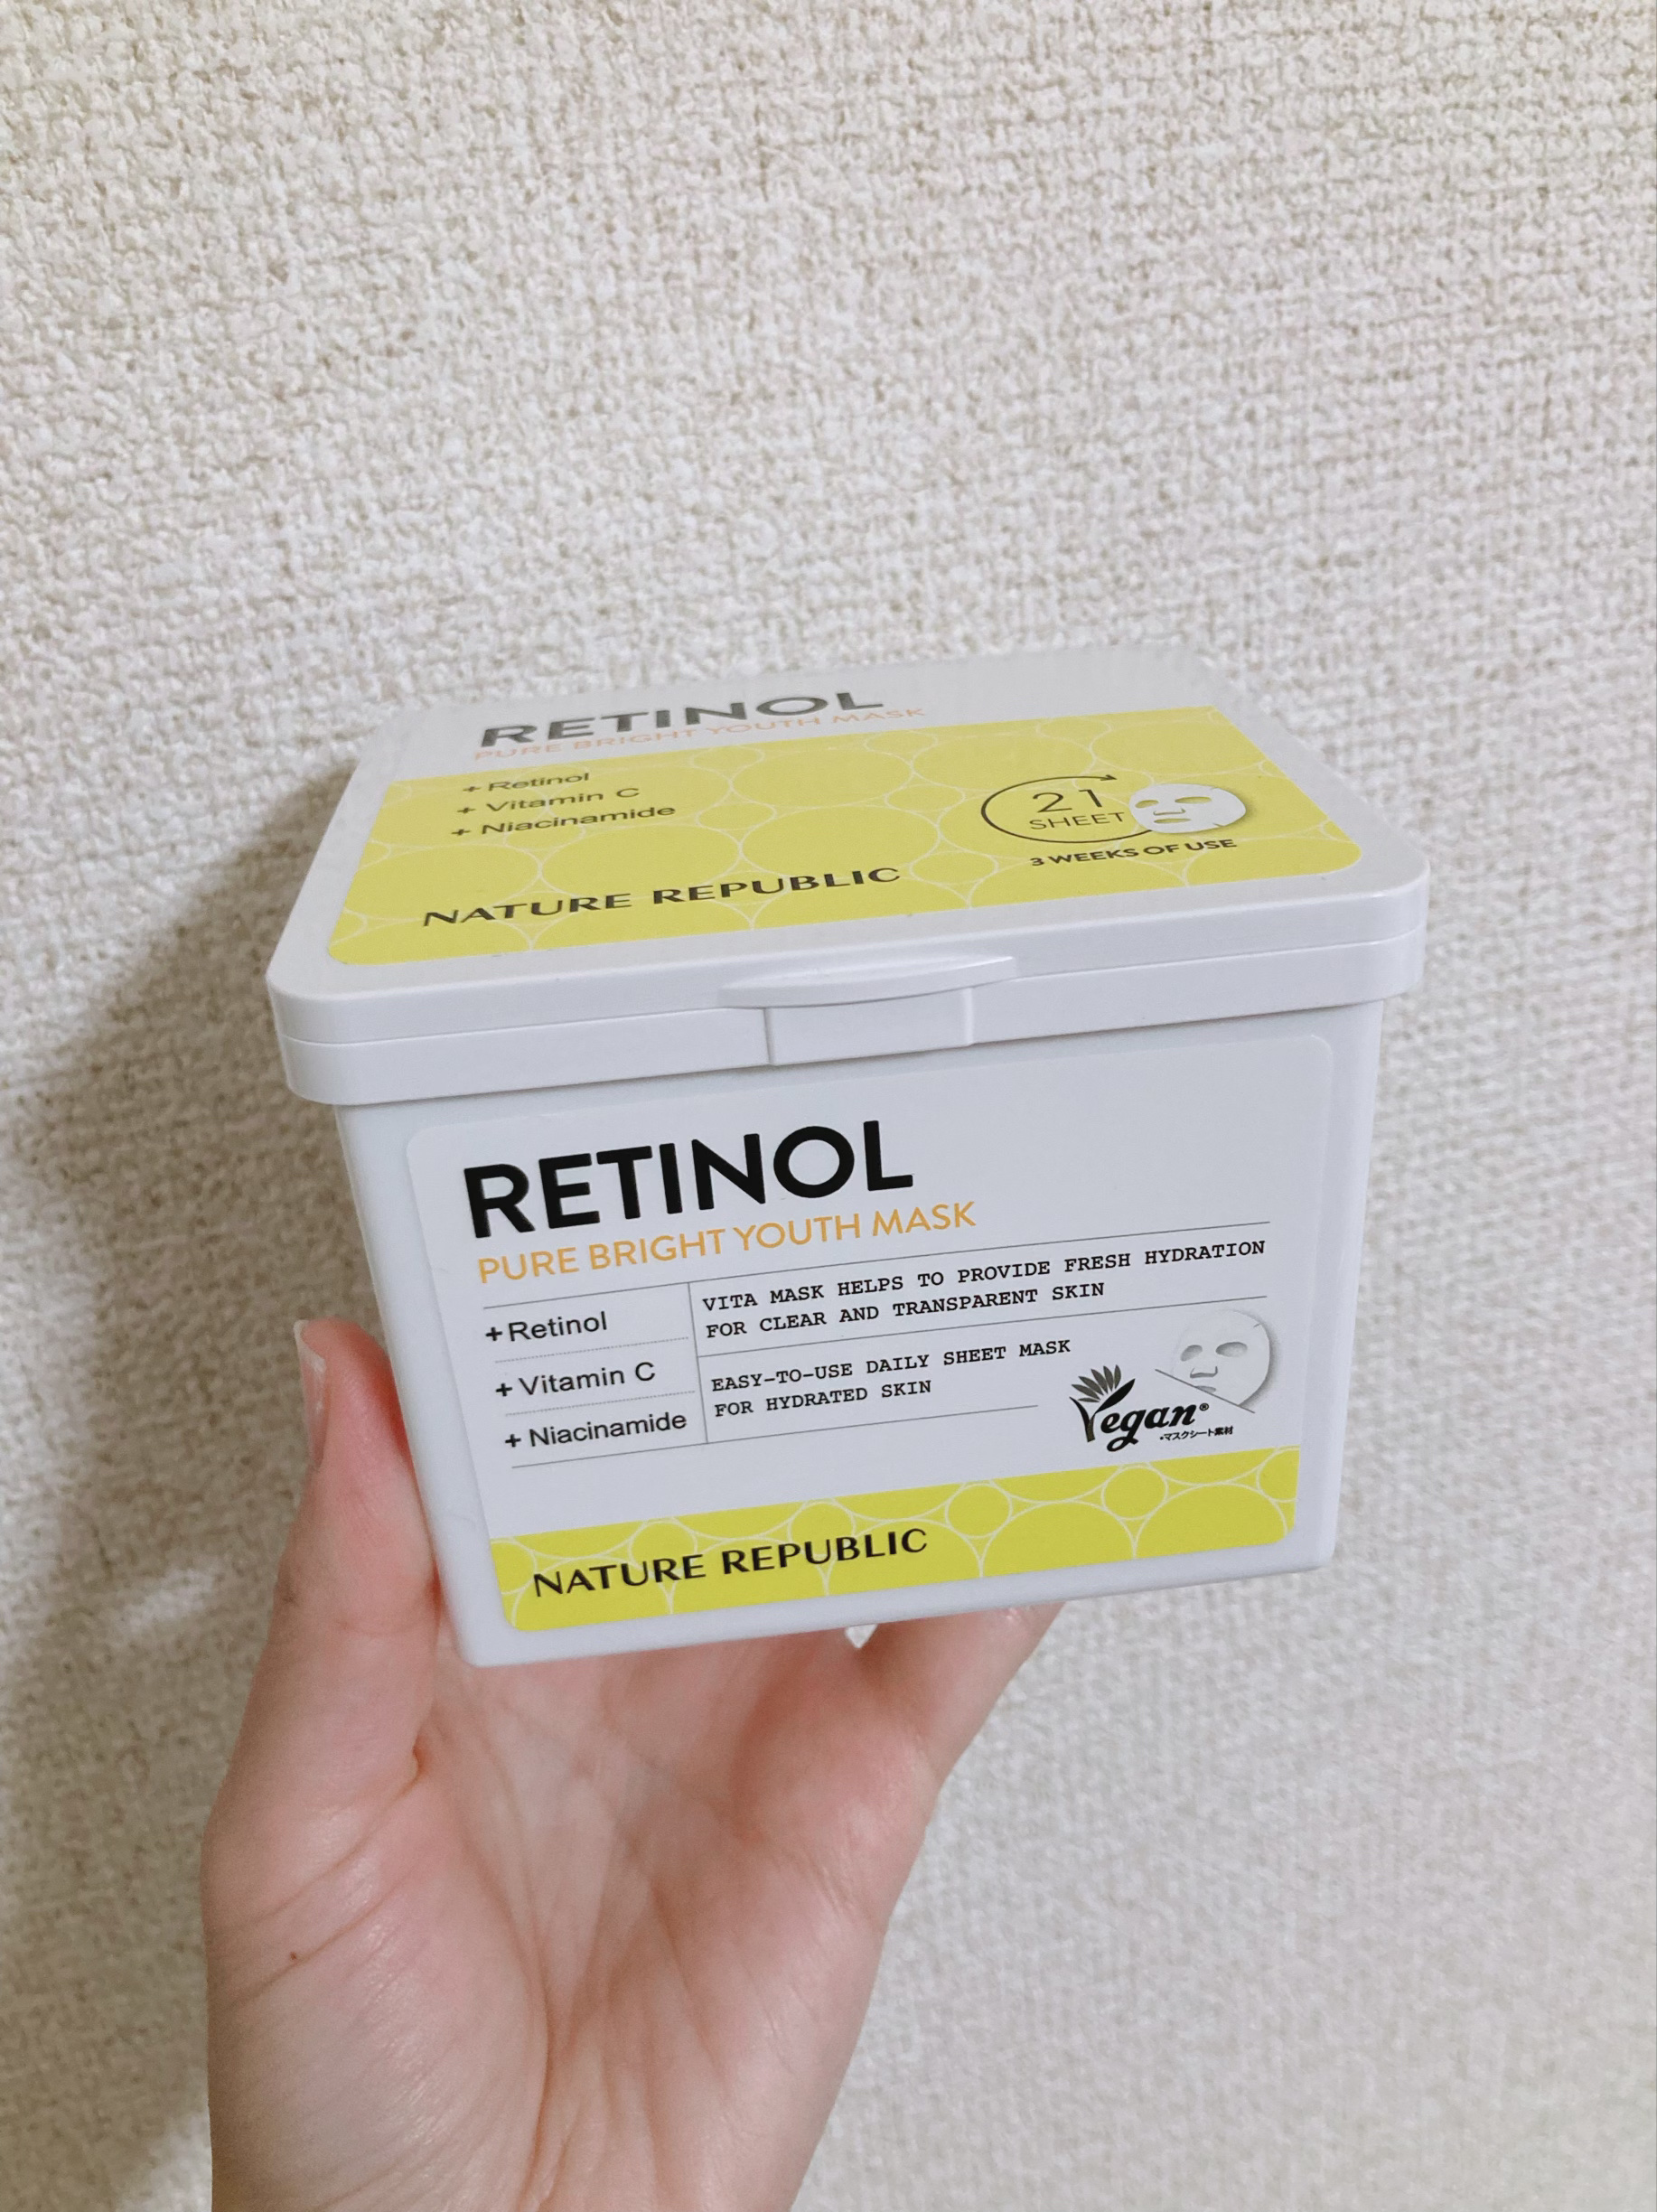 RETINOL
PURE BRIGHT YOUTH MASK
+ Retinol
+ Vitamin C
+ Niacinamide
21
SHEET
3 WEEKS OF USE
NATURE REPUBLIC
RETINOL
PURE BRIGHT YOUTH MASK
+Retinol
+ Vitamin C
+ Niacinamide
VITA MASK HELPS TO PROVIDE FRESH HYDRATION
FOR CLEAR AND TRANSPARENT SKIN
EASY-TO-USE DAILY SHEET MASK
FOR HYDRATED SKIN
Vegan®
•マスクシート素材
NATURE REPUBLIC